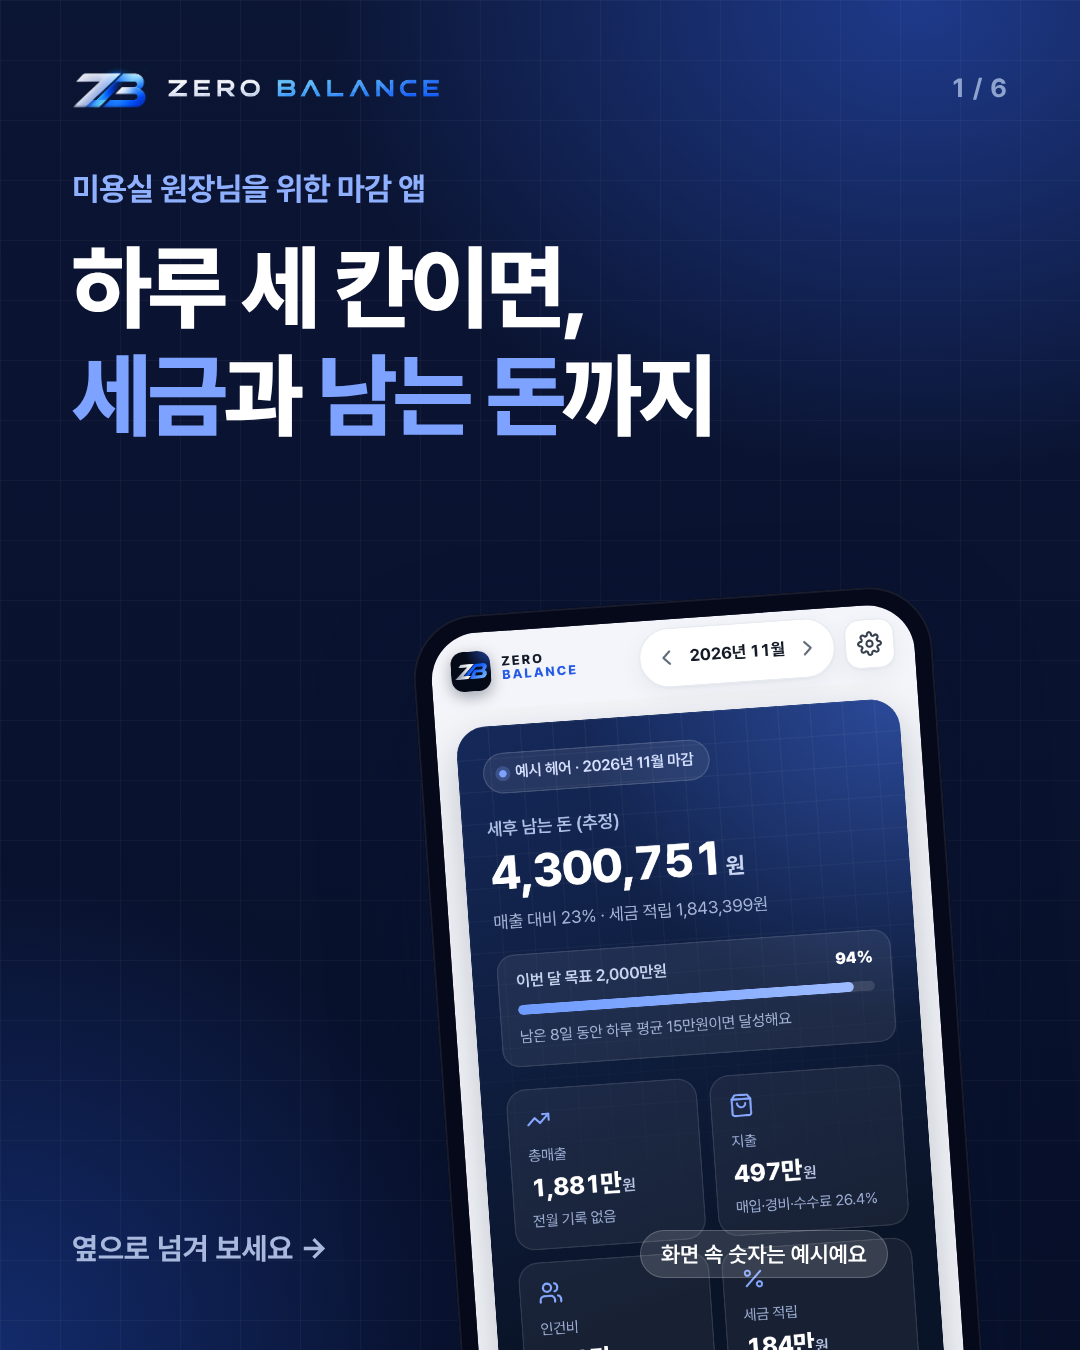 ZB ZERO BALANCE
1 / 6
미용실 원장님을 위한 마감 앱
하루 세 칸이면,
세금과 남는 돈까지
ZB ZERO BALANCE
2026년 11월
예시 헤어 · 2026년 11월 마감
세후 남는 돈 (추정)
4,300,751원
매출 대비 23% · 세금 적립 1,843,399원
이번 달 목표 2,000만원
94%
남은 8일 동안 하루 평균 15만원이면 달성해요
총매출
1,881만원
전월 기록 없음
지출
497만원
매입·경비·수수료 26.4%
화면 속 숫자는 예시예요
인건비
세금 적립
184만원
옆으로 넘겨 보세요 →